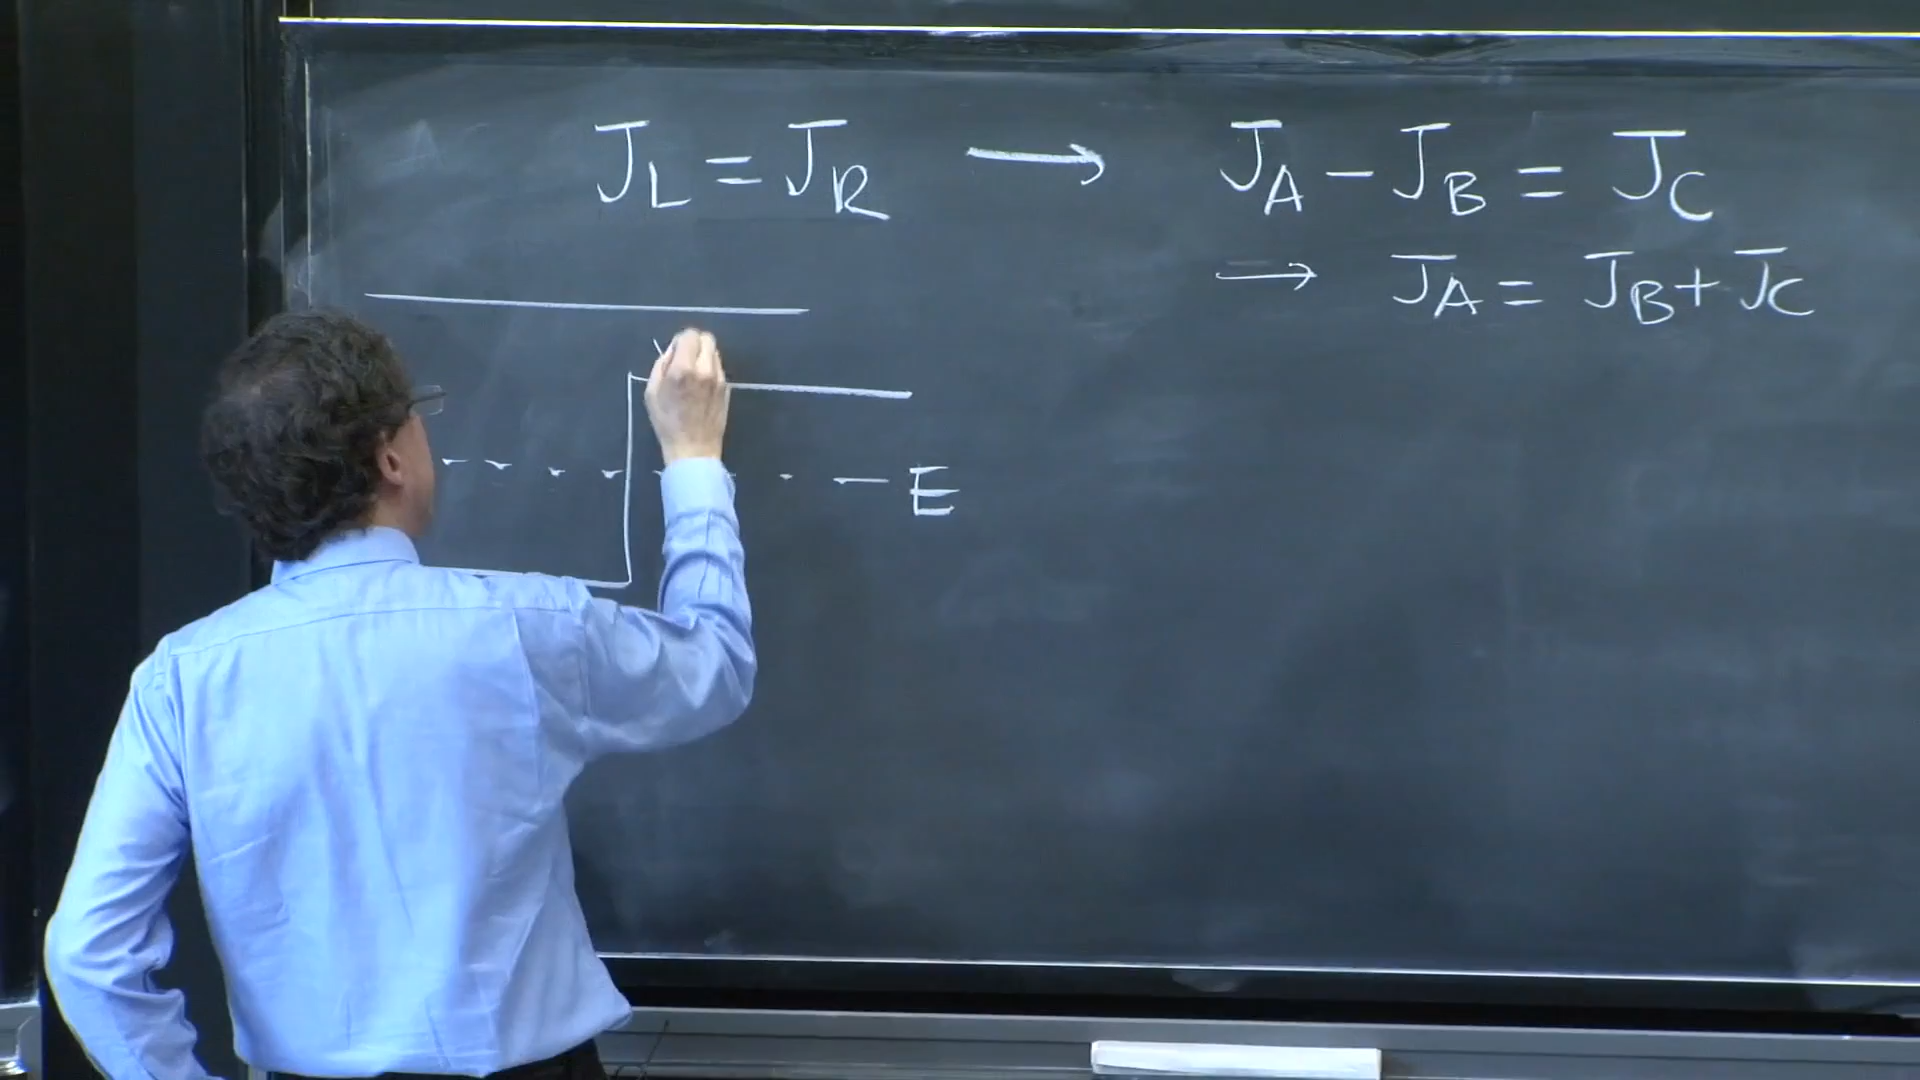 J_L = J_R → J_A − J_B = J_C
→ J_A = J_B + J_C
E